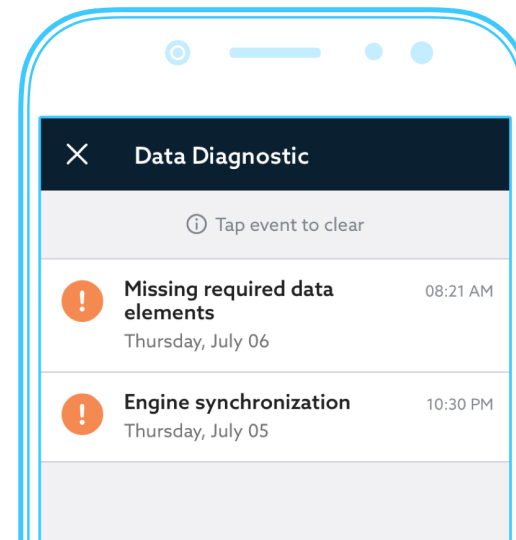 Data Diagnostic
Tap event to clear
Missing required data
elements
08:21 AM
Thursday, July 06
Engine synchronization
10:30 PM
Thursday, July 05